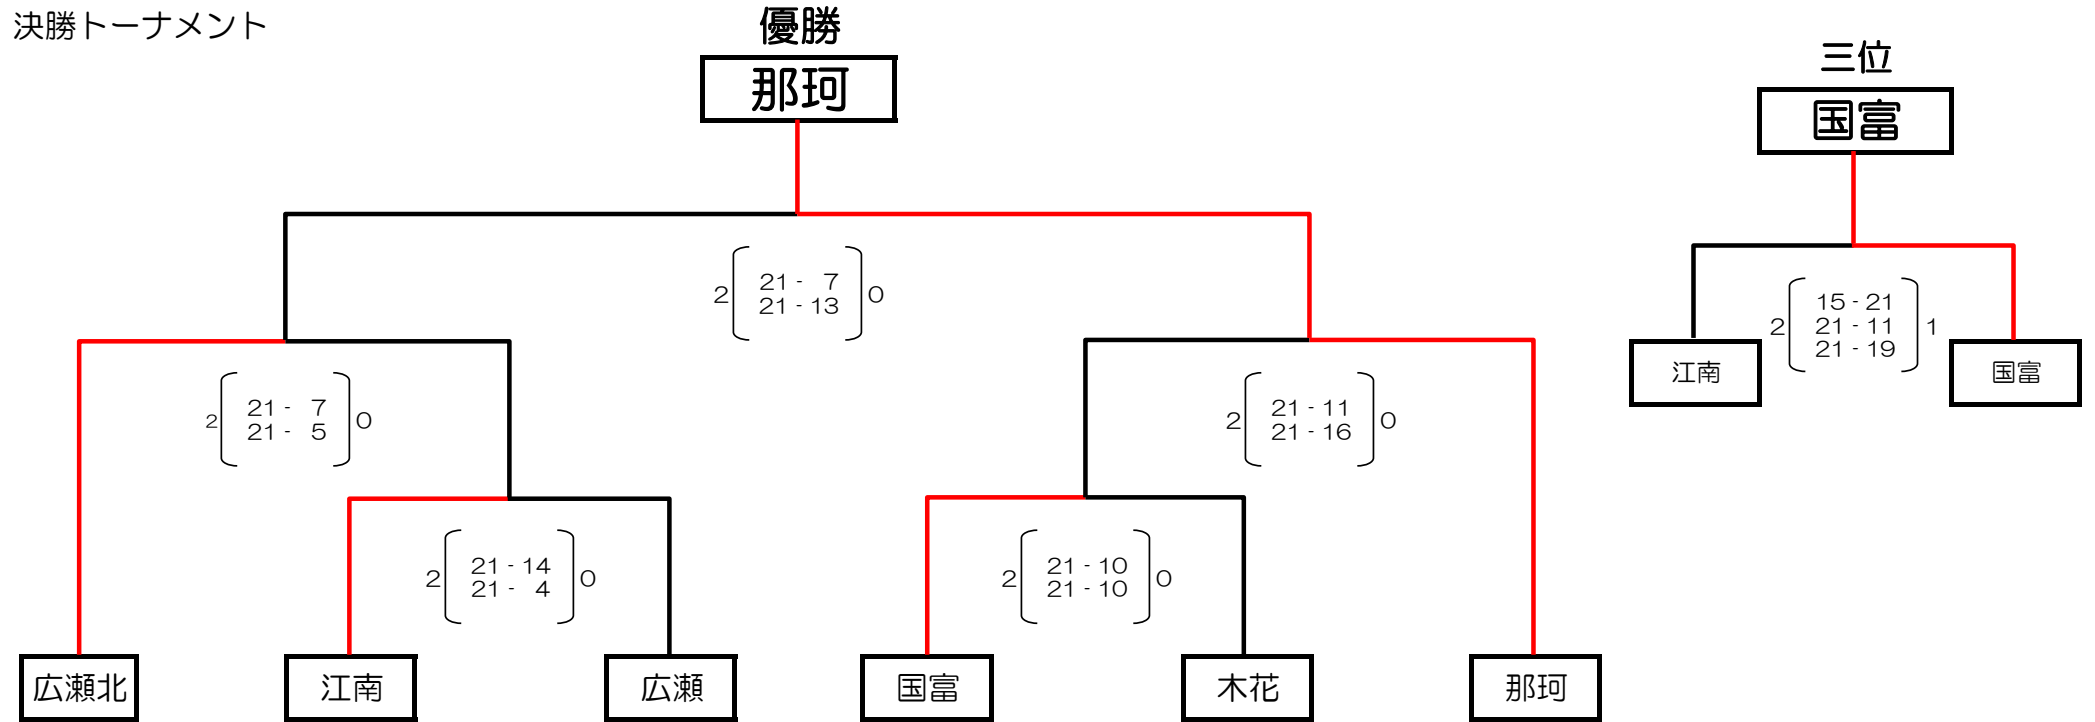 決勝トーナメント
優勝
那珂
三位
国富
2 21 - 7 0
21 - 13
2 15 - 21 1
21 - 11
21 - 19
江南
国富
2 21 - 7 0
21 - 5
2 21 - 11 0
21 - 16
2 21 - 14 0
21 - 4
2 21 - 10 0
21 - 10
広瀬北
江南
広瀬
国富
木花
那珂